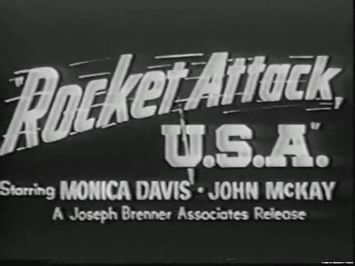 "Rocket Attack,
U.S.A."
Starring MONICA DAVIS · JOHN McKAY
A Joseph Brenner Associates Release